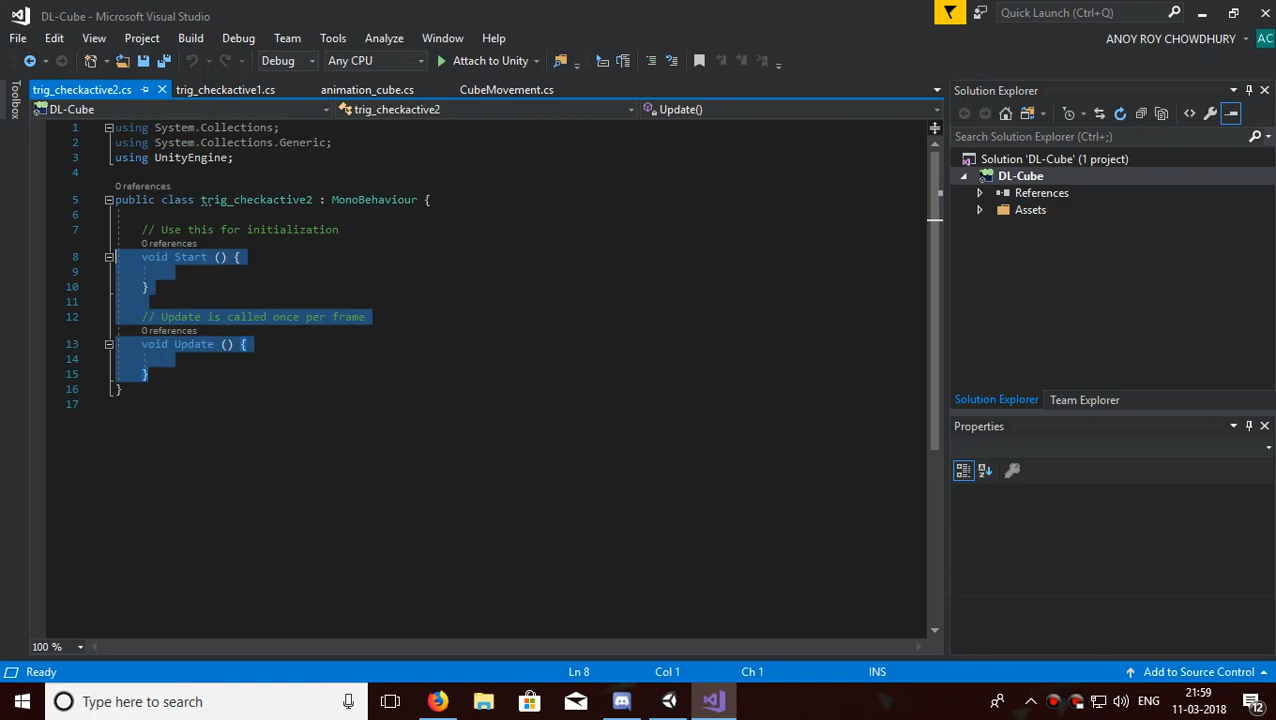 DL-Cube - Microsoft Visual Studio
Quick Launch (Ctrl+Q)
File Edit View Project Build Debug Team Tools Analyze Window Help
ANOY ROY CHOWDHURY AC
Debug Any CPU Attach to Unity
Toolbox
trig_checkactive2.cs trig_checkactive1.cs animation_cube.cs CubeMovement.cs
DL-Cube trig_checkactive2 Update()
1 using System.Collections;
2 using System.Collections.Generic;
3 using UnityEngine;
4
0 references
5 public class trig_checkactive2 : MonoBehaviour {
6
7 // Use this for initialization
0 references
8 void Start () {
9
10 }
11
12 // Update is called once per frame
0 references
13 void Update () {
14
15 }
16 }
17
100 %
Solution Explorer
Search Solution Explorer (Ctrl+;)
Solution 'DL-Cube' (1 project)
DL-Cube
References
Assets
Solution Explorer Team Explorer
Properties
Ready Ln 8 Col 1 Ch 1 INS Add to Source Control
Type here to search
ENG
21:59
11-03-2018
12